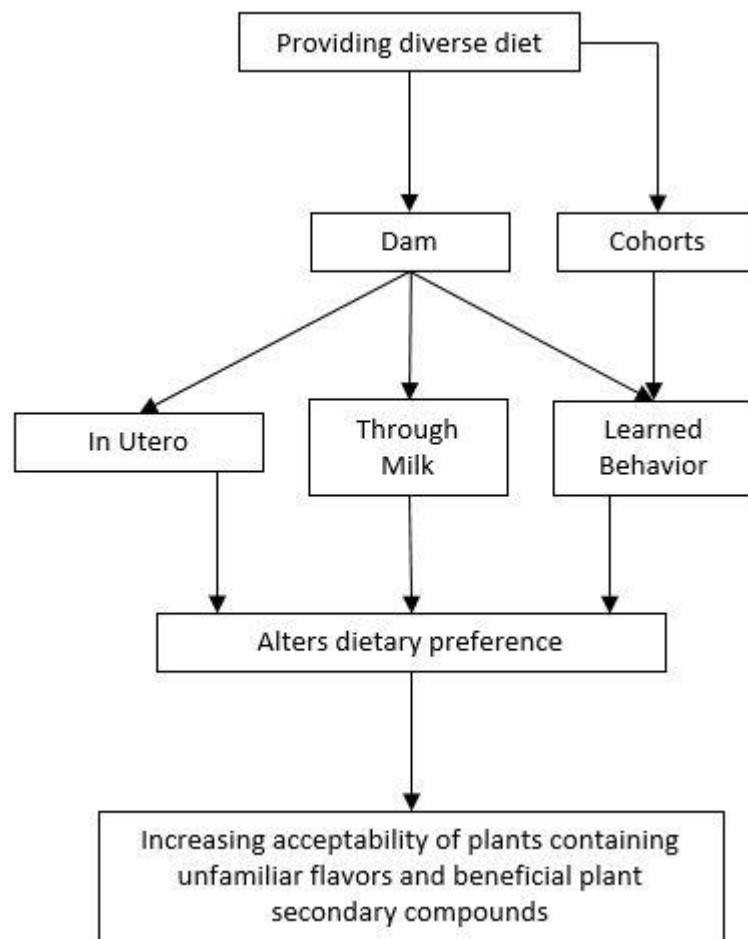 Providing diverse diet
Dam
Cohorts
In Utero
Through
Milk
Learned
Behavior
Alters dietary preference
Increasing acceptability of plants containing
unfamiliar flavors and beneficial plant
secondary compounds